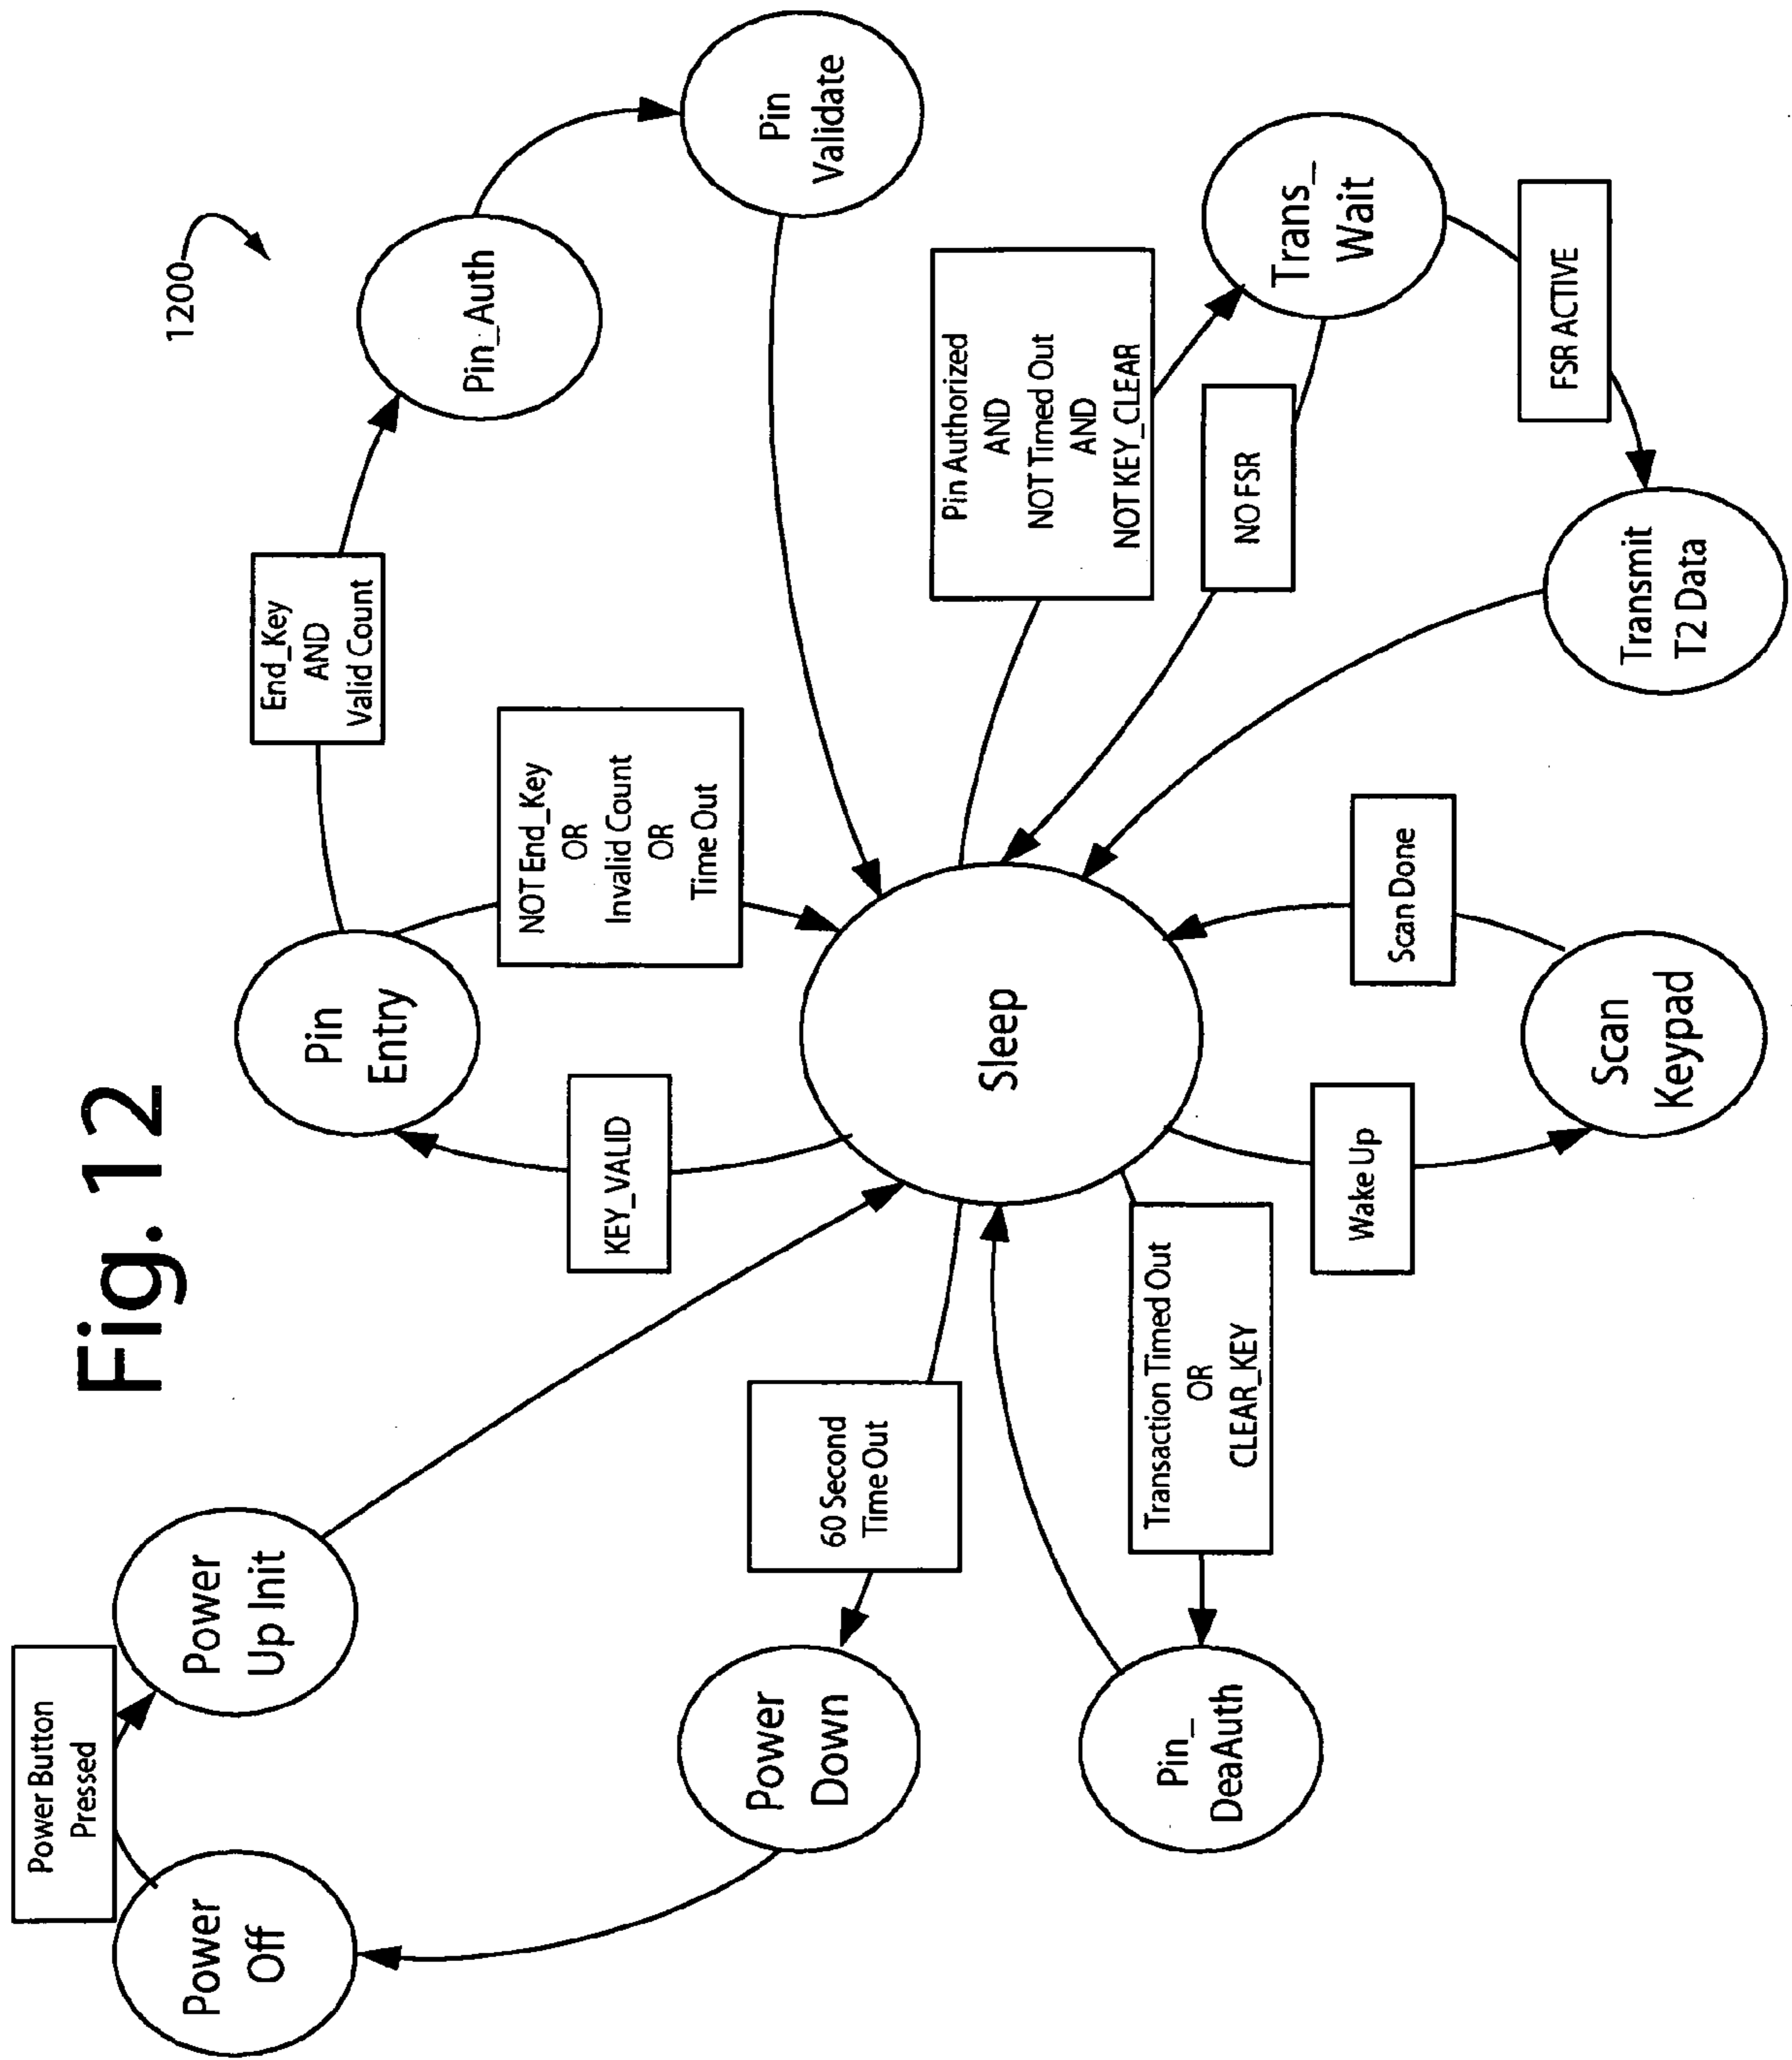 Fig. 12
1200
Power Button
Pressed
Power
Off
Power
Up Init
Pin
Entry
End_Key
AND
Valid Count
Pin_Auth
Pin
Validate
KEY_VALID
NOT End_Key
OR
Invalid Count
OR
Time Out
60 Second
Time Out
Power
Down
Sleep
Pin Authorized
AND
NOT Timed Out
AND
NOT KEY_CLEAR
Trans_
Wait
NO FSR
FSR ACTIVE
Transaction Timed Out
OR
CLEAR_KEY
Pin_
DeaAuth
Wake Up
Scan Done
Scan
Keypad
Transmit
T2 Data